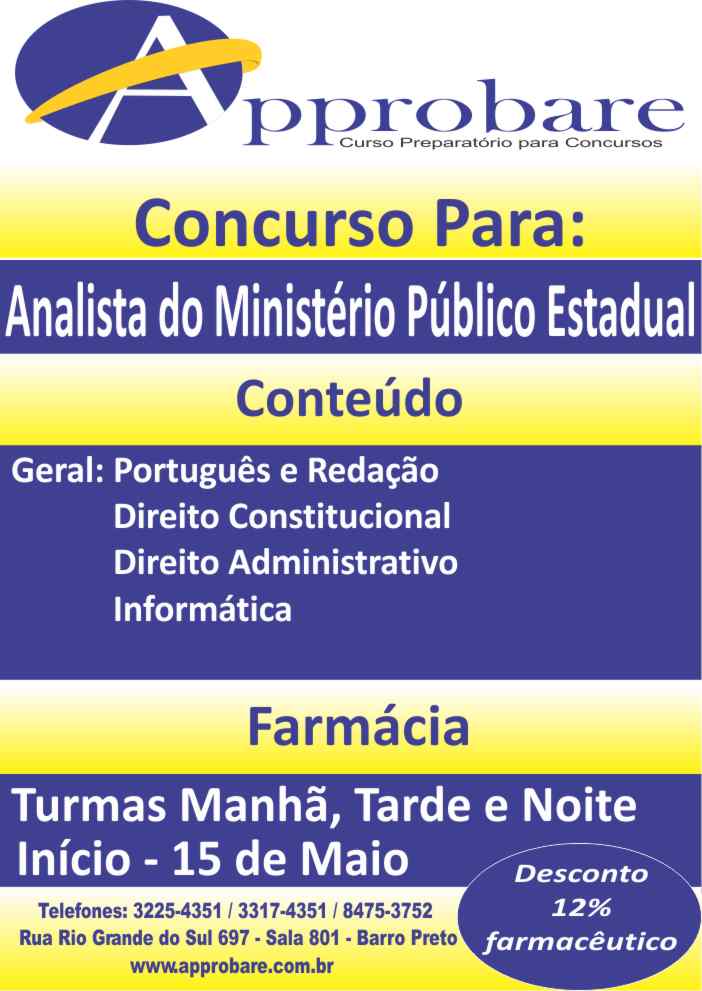 Approbare
Curso Preparatório para Concursos
Concurso Para:
Analista do Ministério Público Estadual
Conteúdo
Geral: Português e Redação
Direito Constitucional
Direito Administrativo
Informática
Farmácia
Turmas Manhã, Tarde e Noite
Início - 15 de Maio
Desconto
12%
farmacêutico
Telefones: 3225-4351 / 3317-4351 / 8475-3752
Rua Rio Grande do Sul 697 - Sala 801 - Barro Preto
www.approbare.com.br